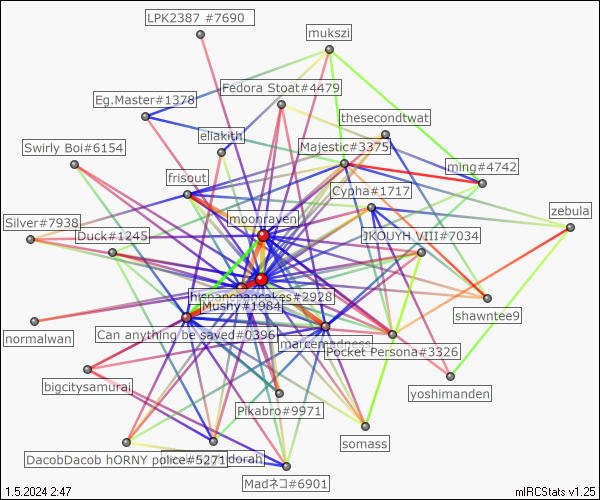 LPK2387 #7690
mukszi
Fedora Stoat#4479
Eg.Master#1378
thesecondtwat
eliakith
Majestic#3375
Swirly Boi#6154
ming#4742
frisout
Cypha#1717
moonraven
zebula
Silver#7938
Duck#1245
JKOUYH VIII#7034
hispancpancakes#2928
Mushy#1984
shawntee9
normalwan
Can anything be saved#0396
marcemadness
Pocket Persona#3326
bigcitysamurai
yoshimanden
Pikabro#9971
somass
DacobDacob hORNY police#5271
dorah
Madネコ#6901
1.5.2024 2:47
mIRCStats v1.25